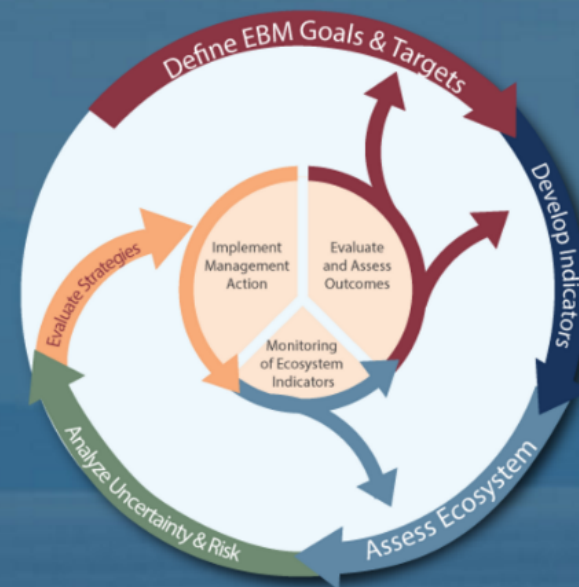 Define EBM Goals & Targets
Develop Indicators
Assess Ecosystem
Analyze Uncertainty & Risk
Evaluate Strategies
Implement
Management
Action
Evaluate
and Assess
Outcomes
Monitoring
of Ecosystem
Indicators